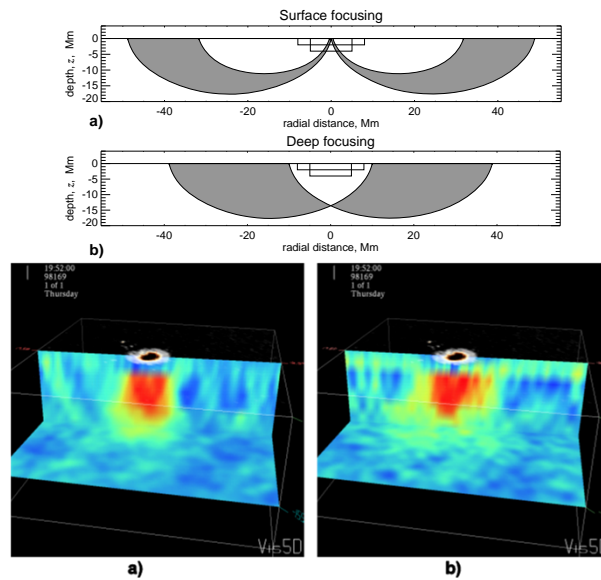 Surface focusing
depth, z, Mm
0
-5
-10
-15
-20
-40
-20
0
20
40
a)
radial distance, Mm
Deep focusing
depth, z, Mm
0
-5
-10
-15
-20
-40
-20
0
20
40
b)
radial distance, Mm
19:52:00
98169
1 of 1
Thursday
Vis5D
19:52:00
98169
1 of 1
Thursday
Vis5D
a)
b)